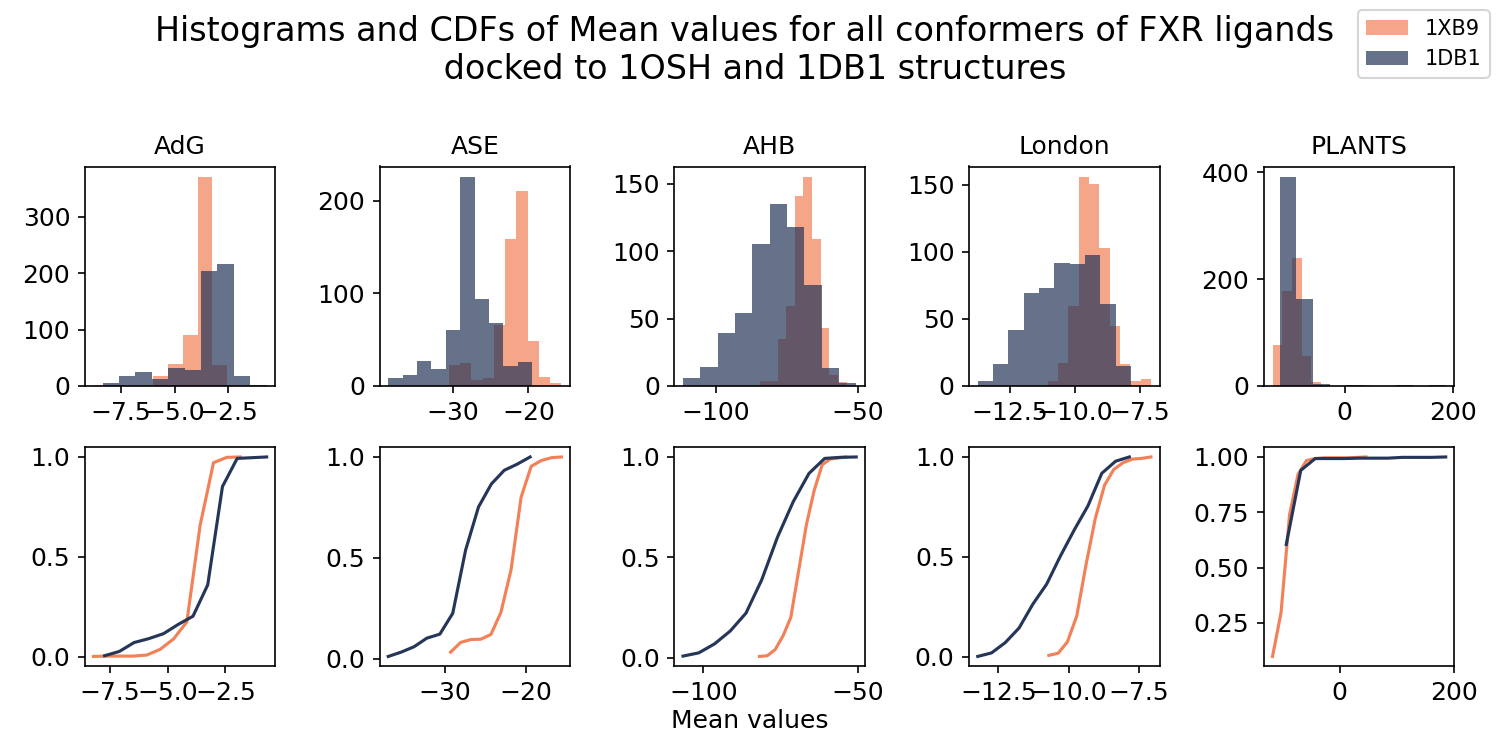 Histograms and CDFs of Mean values for all conformers of FXR ligands
docked to 1OSH and 1DB1 structures
1XB9
1DB1
AdG
ASE
AHB
London
PLANTS
300
200
100
0
−7.5 −5.0 −2.5
200
100
0
−30 −20
150
100
50
0
−100 −50
150
100
50
0
−12.5 −10.0 −7.5
400
200
0
0 200
1.0
0.5
0.0
−7.5 −5.0 −2.5
1.0
0.5
0.0
−30 −20
1.0
0.5
0.0
−100 −50
1.0
0.5
0.0
−12.5 −10.0 −7.5
1.00
0.75
0.50
0.25
0 200
Mean values